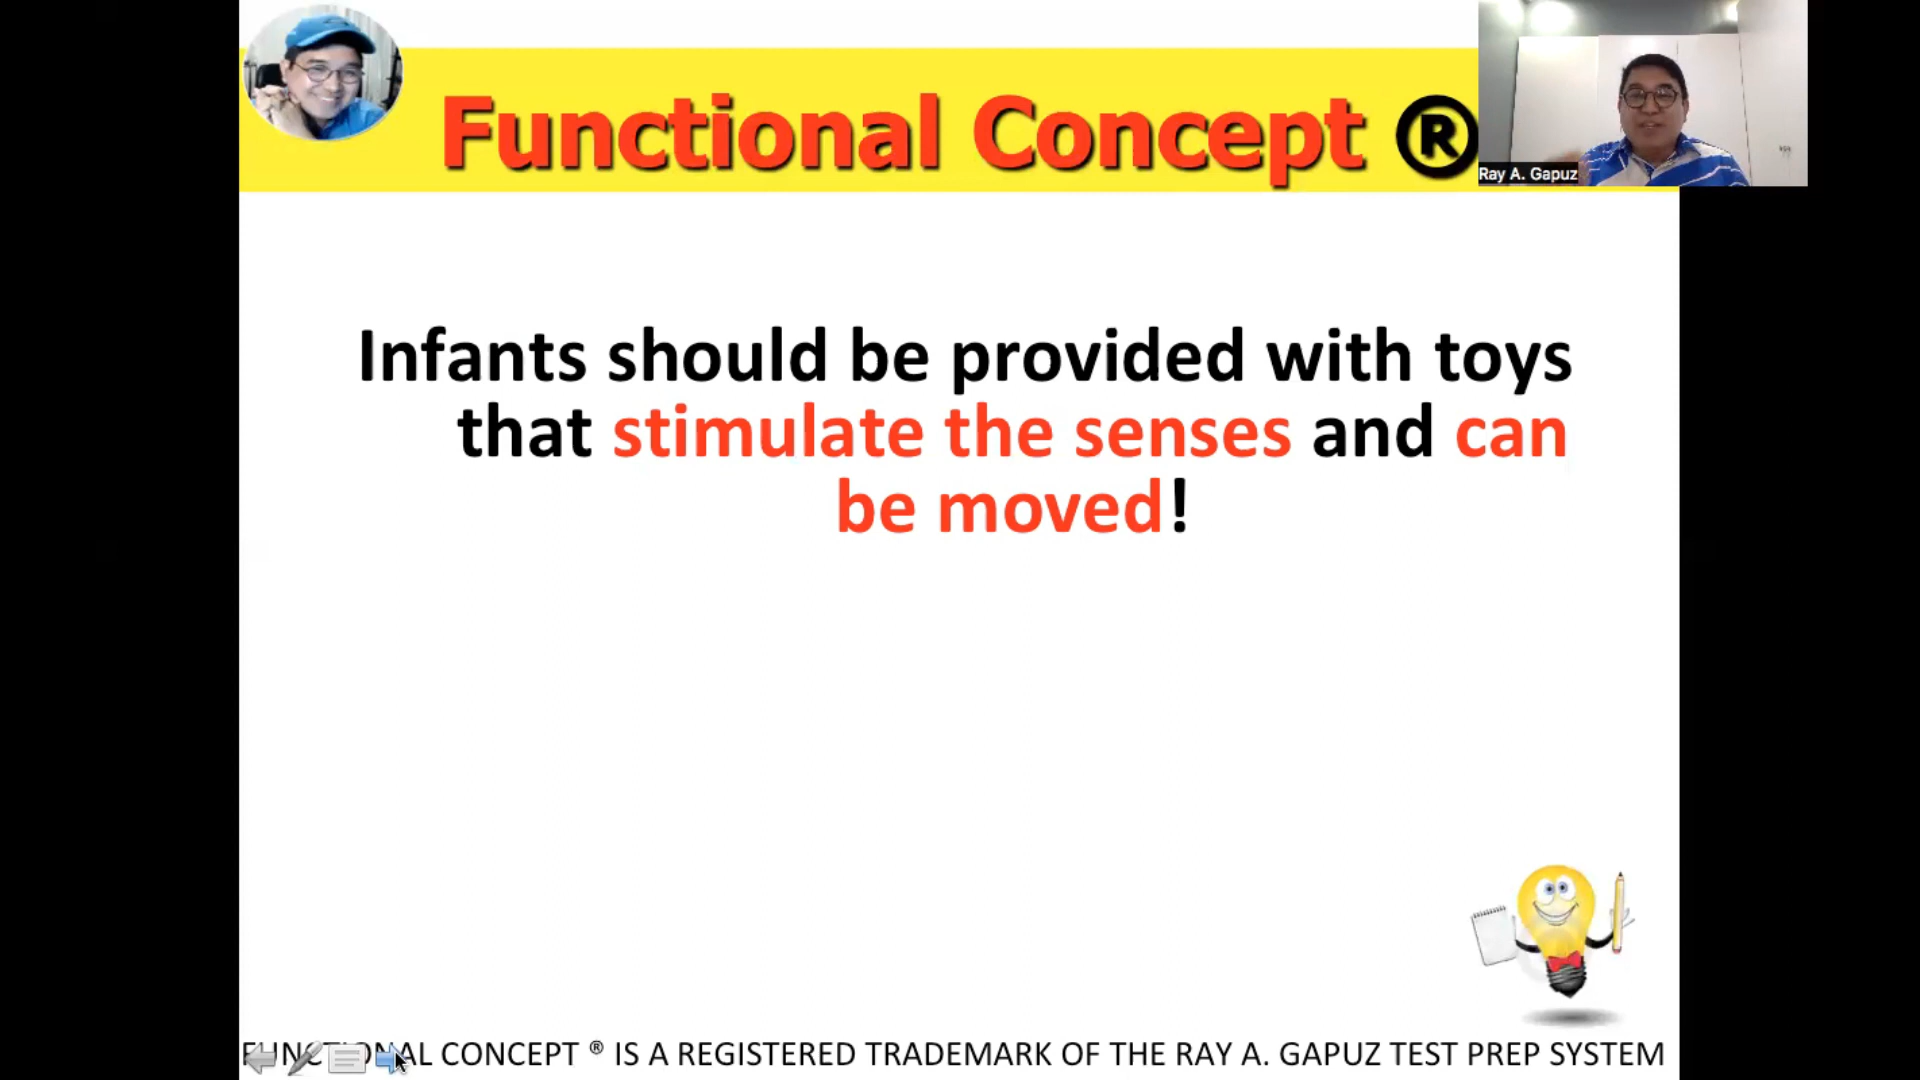 Functional Concept ®
Ray A. Gapuz
Infants should be provided with toys
that stimulate the senses and can
be moved!
FUNCTIONAL CONCEPT ® IS A REGISTERED TRADEMARK OF THE RAY A. GAPUZ TEST PREP SYSTEM